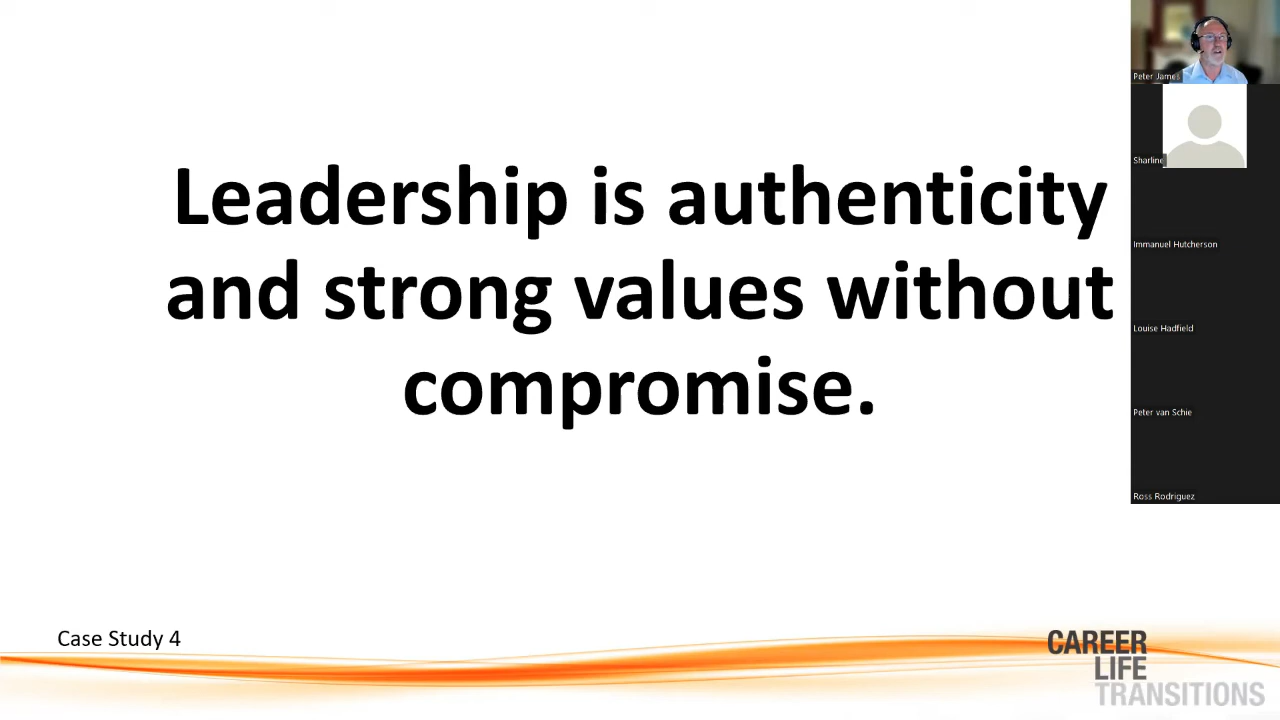 Leadership is authenticity
and strong values without
compromise.
Case Study 4
CAREER
LIFE
TRANSITIONS
Peter James
Sharline
Immanuel Hutcherson
Louise Hadfield
Peter van Schie
Ross Rodriguez